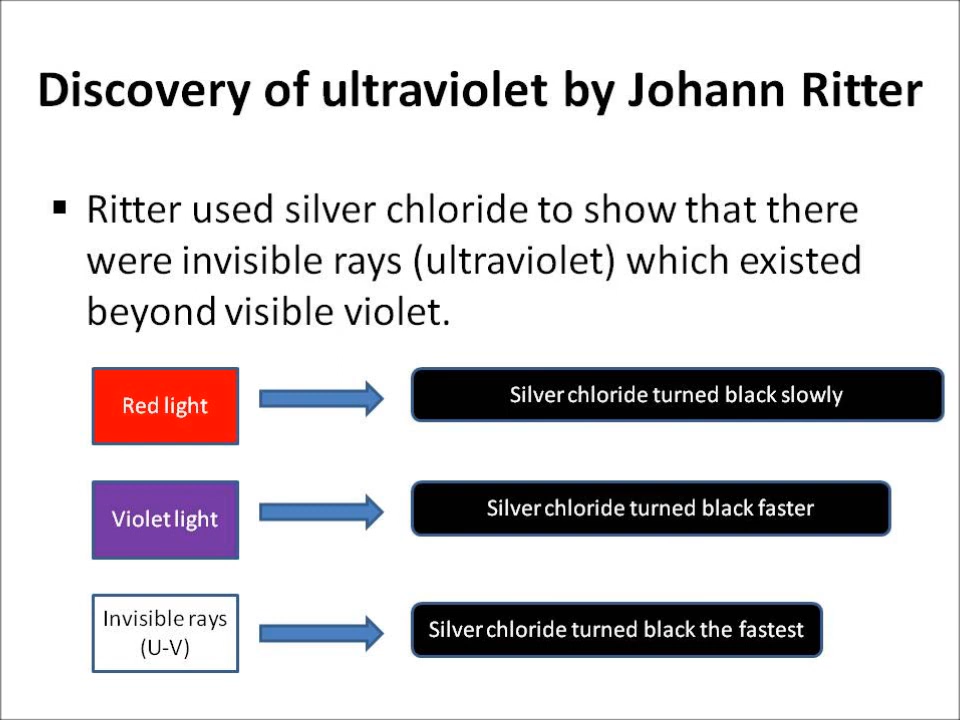 Discovery of ultraviolet by Johann Ritter
▪ Ritter used silver chloride to show that there
were invisible rays (ultraviolet) which existed
beyond visible violet.
Red light
Silver chloride turned black slowly
Violet light
Silver chloride turned black faster
Invisible rays
(U-V)
Silver chloride turned black the fastest